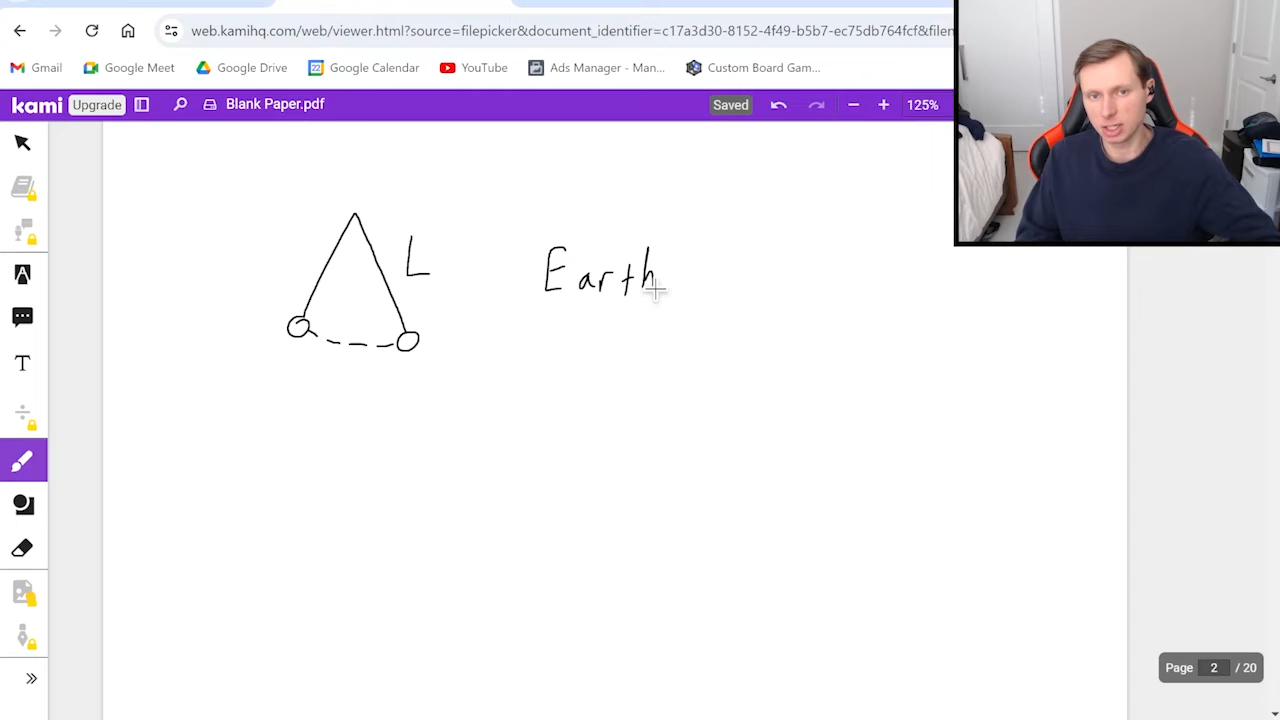 web.kamihq.com/web/viewer.html?source=filepicker&document_identifier=c17a3d30-8152-4f49-b5b7-ec75db764fcf&filen
Gmail Google Meet Google Drive Google Calendar YouTube Ads Manager - Man... Custom Board Gam...
kami Upgrade Blank Paper.pdf Saved 125%
L
Earth
Page 2 / 20